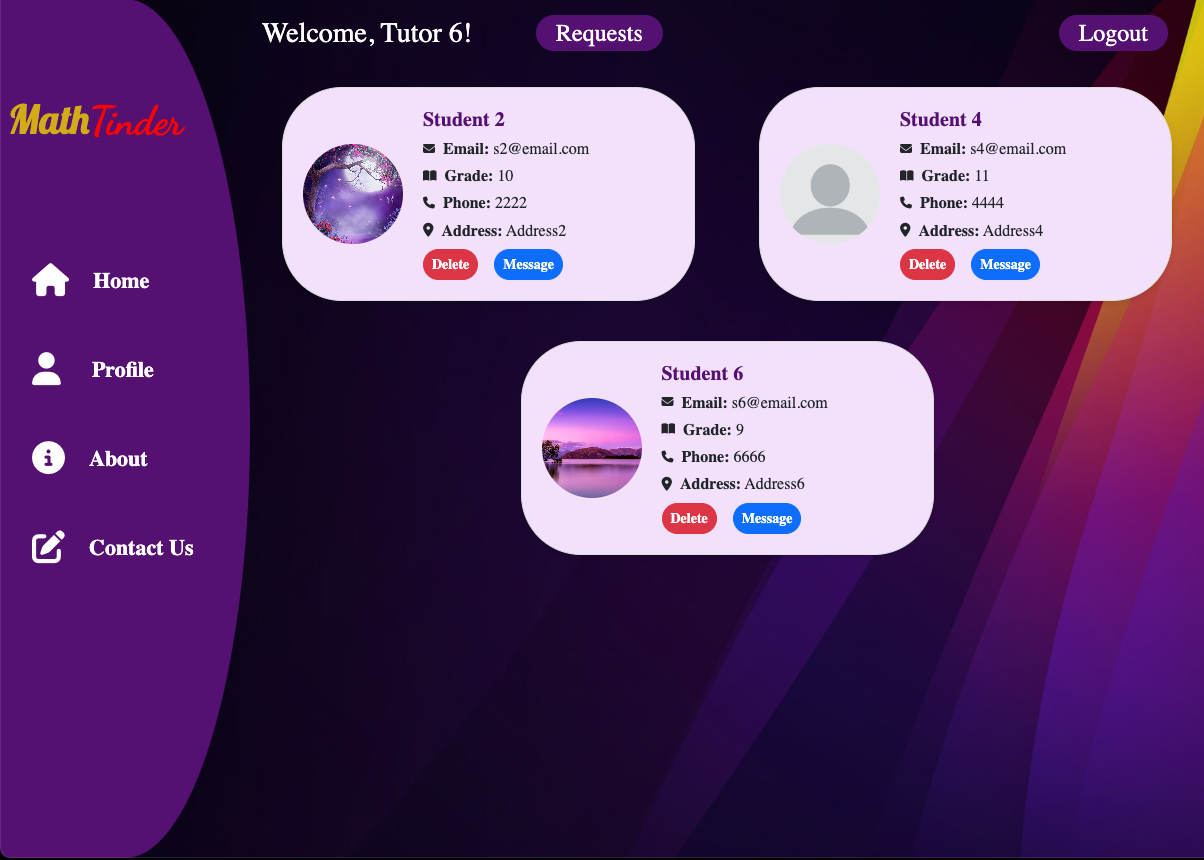 Welcome, Tutor 6!
Requests
Logout
MathTinder
Home
Profile
About
Contact Us
Student 2
Email: s2@email.com
Grade: 10
Phone: 2222
Address: Address2
Delete
Message
Student 4
Email: s4@email.com
Grade: 11
Phone: 4444
Address: Address4
Delete
Message
Student 6
Email: s6@email.com
Grade: 9
Phone: 6666
Address: Address6
Delete
Message